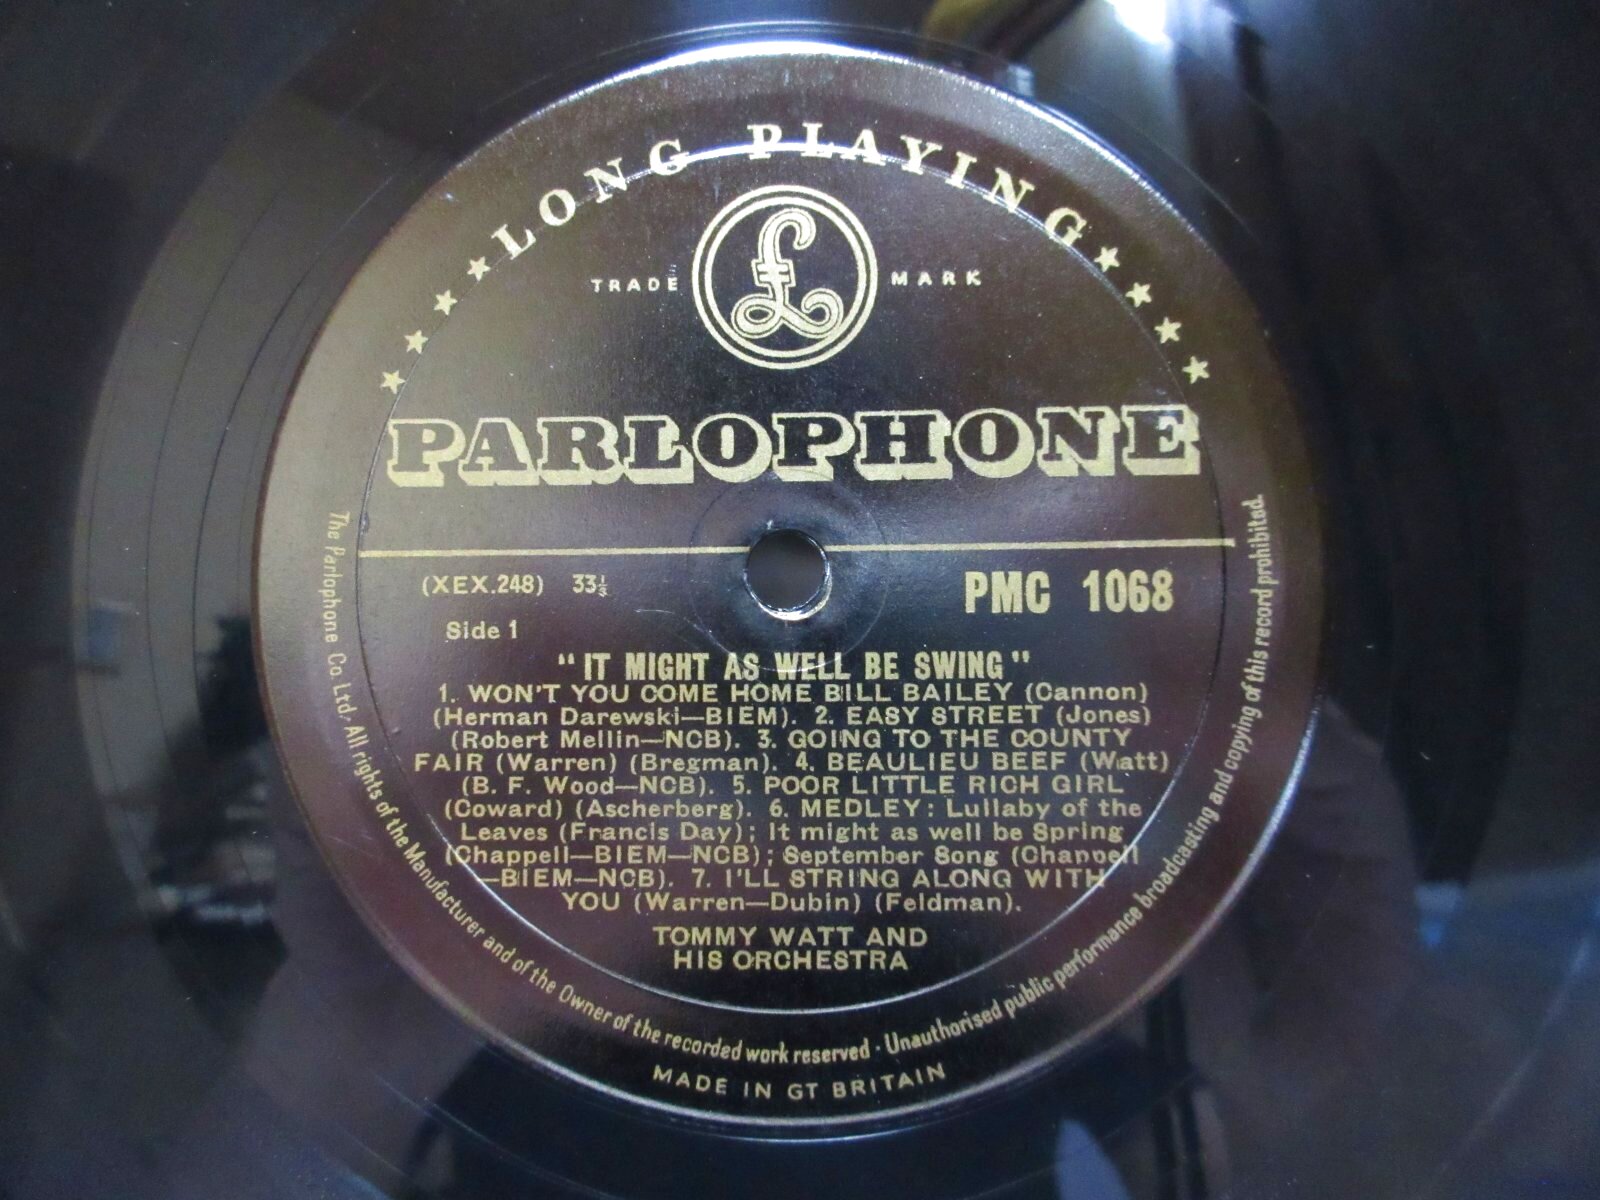 LONG PLAYING
TRADE £ MARK
PARLOPHONE
(XEX.248) 33⅓ PMC 1068
Side 1
"IT MIGHT AS WELL BE SWING"
1. WON'T YOU COME HOME BILL BAILEY (Cannon)
(Herman Darewski—BIEM). 2. EASY STREET (Jones)
(Robert Mellin—NCB). 3. GOING TO THE COUNTY
FAIR (Warren) (Bregman). 4. BEAULIEU BEEF (Watt)
(B. F. Wood—NCB). 5. POOR LITTLE RICH GIRL
(Coward) (Ascherberg). 6. MEDLEY: Lullaby of the
Leaves (Francis Day); It might as well be Spring
(Chappell—BIEM—NCB); September Song (Chappell
—BIEM—NCB). 7. I'LL STRING ALONG WITH
YOU (Warren—Dubin) (Feldman).
TOMMY WATT AND
HIS ORCHESTRA
The Parlophone Co. Ltd. All rights of the Manufacturer and of the Owner of the recorded work reserved · Unauthorised public performance broadcasting and copying of this record prohibited.
MADE IN GT BRITAIN